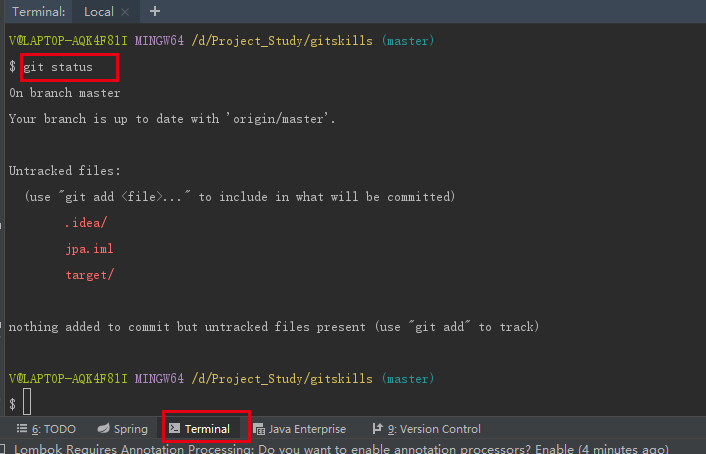 Terminal: Local × +
V@LAPTOP-AQK4F81I MINGW64 /d/Project_Study/gitskills (master)
$ git status
On branch master
Your branch is up to date with 'origin/master'.
Untracked files:
(use "git add <file>..." to include in what will be committed)
.idea/
jpa.iml
target/
nothing added to commit but untracked files present (use "git add" to track)
V@LAPTOP-AQK4F81I MINGW64 /d/Project_Study/gitskills (master)
$
6: TODO Spring Terminal Java Enterprise 9: Version Control
Lombok Requires Annotation Processing: Do you want to enable annotation processors? Enable (4 minutes ago)